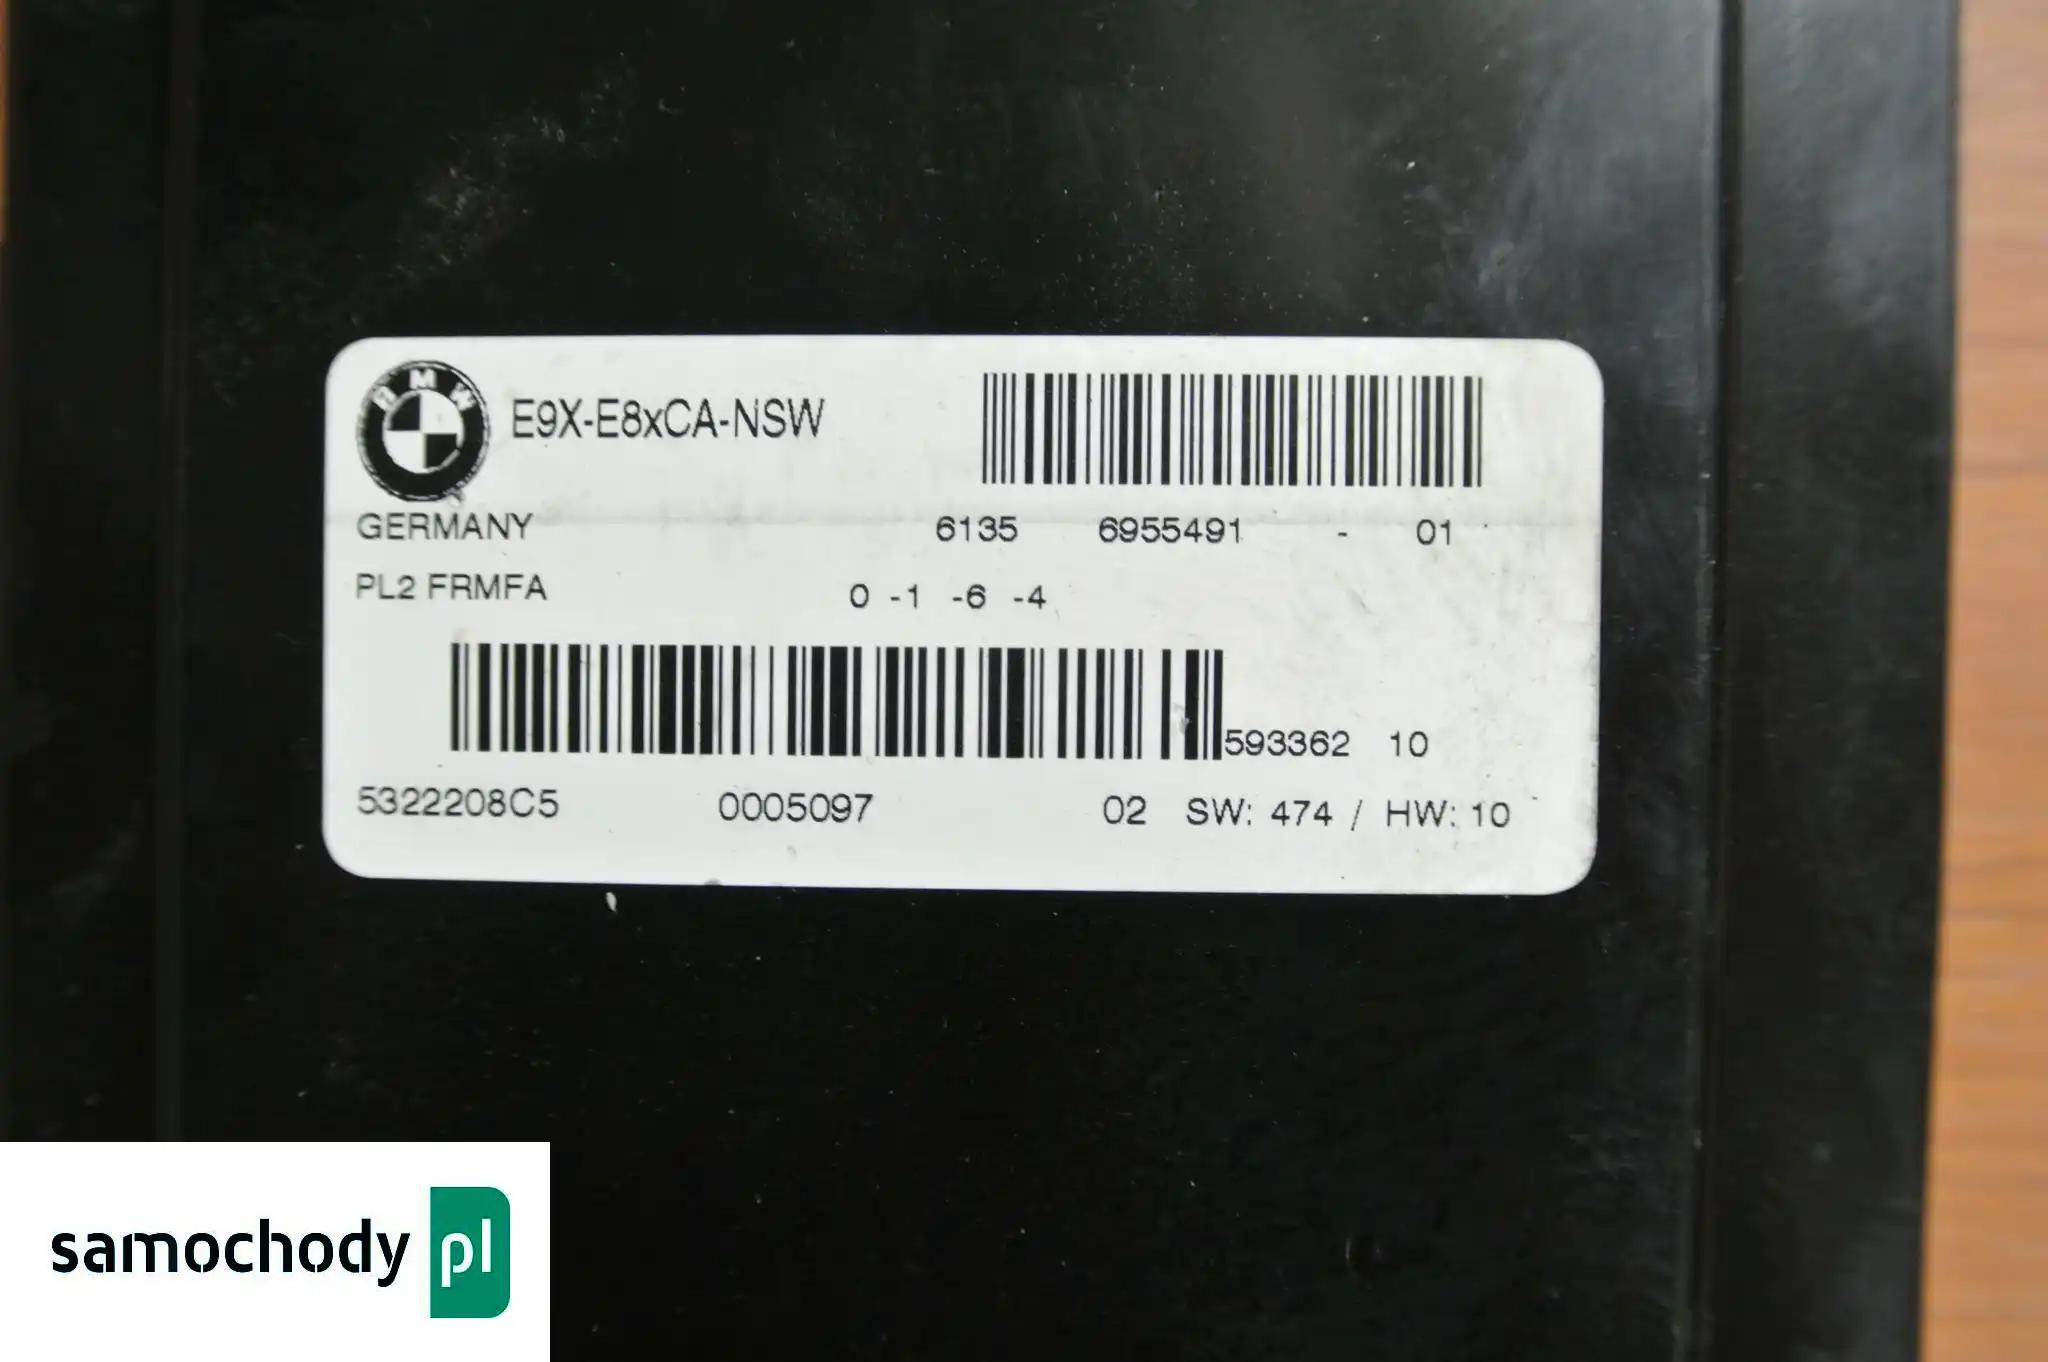 BMW
E9X-E8xCA-NSW
GERMANY 6135 6955491 - 01
PL2 FRMFA 0 -1 -6 -4
593362 10
5322208C5 0005097 02 SW: 474 / HW: 10
samochody pl